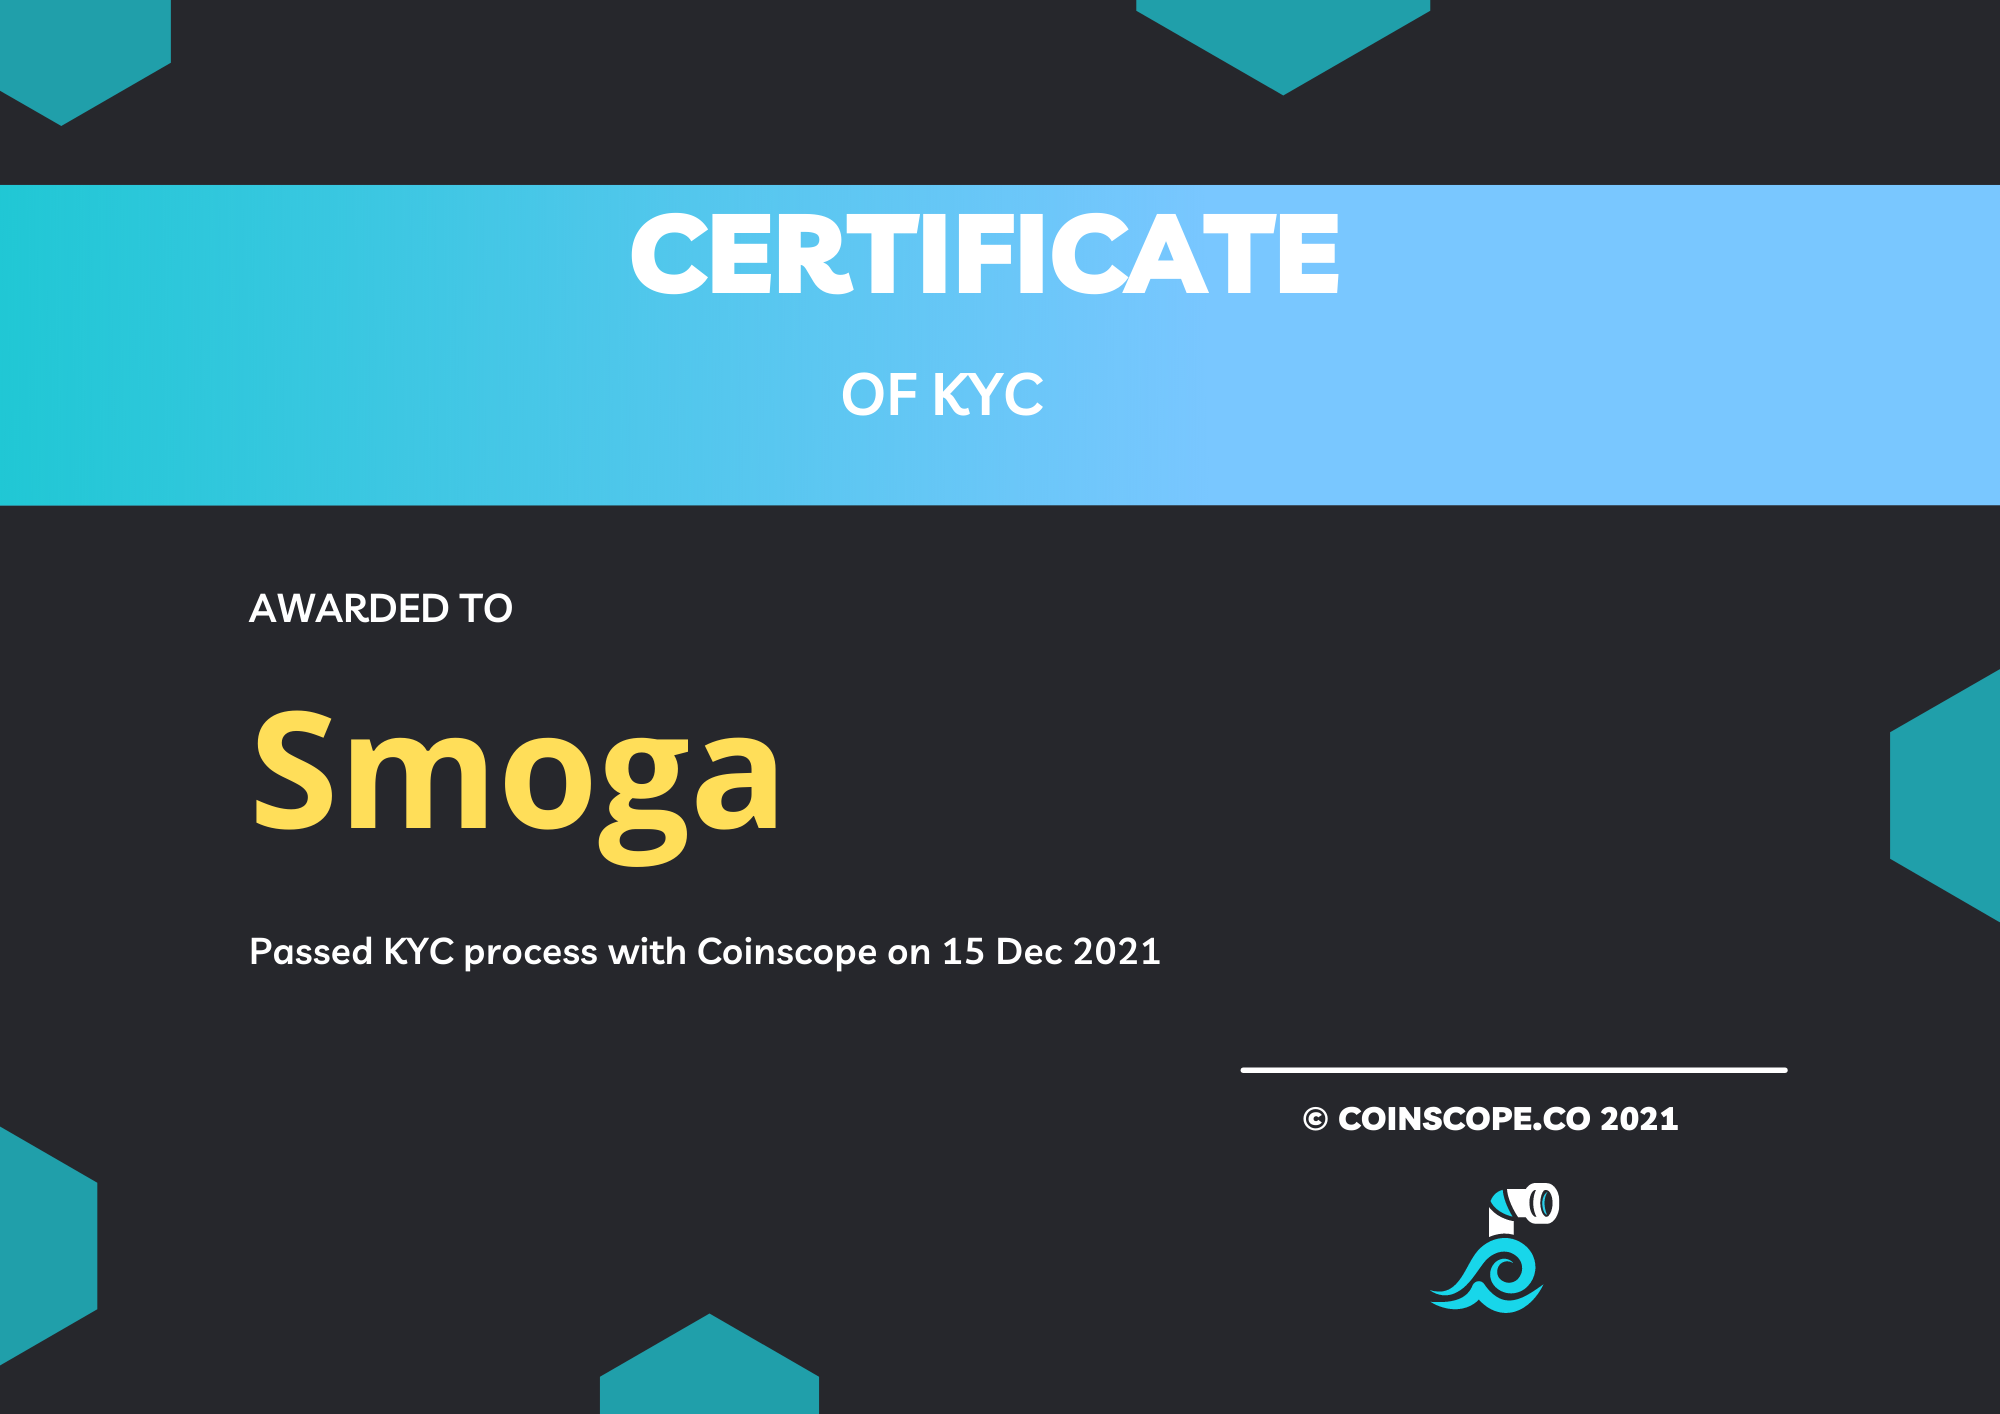 CERTIFICATE
OF KYC
AWARDED TO
Smoga
Passed KYC process with Coinscope on 15 Dec 2021
© COINSCOPE.CO 2021